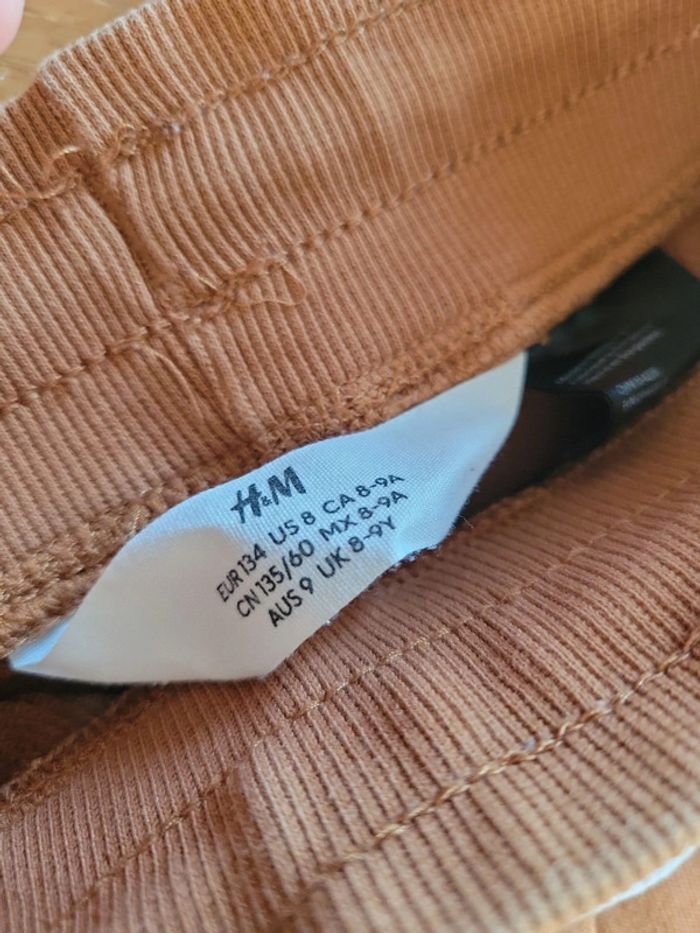 H&M
EUR 134 US 8 CA 8-9A
CN 135/60 MX 8-9A
AUS 9 UK 8-9Y